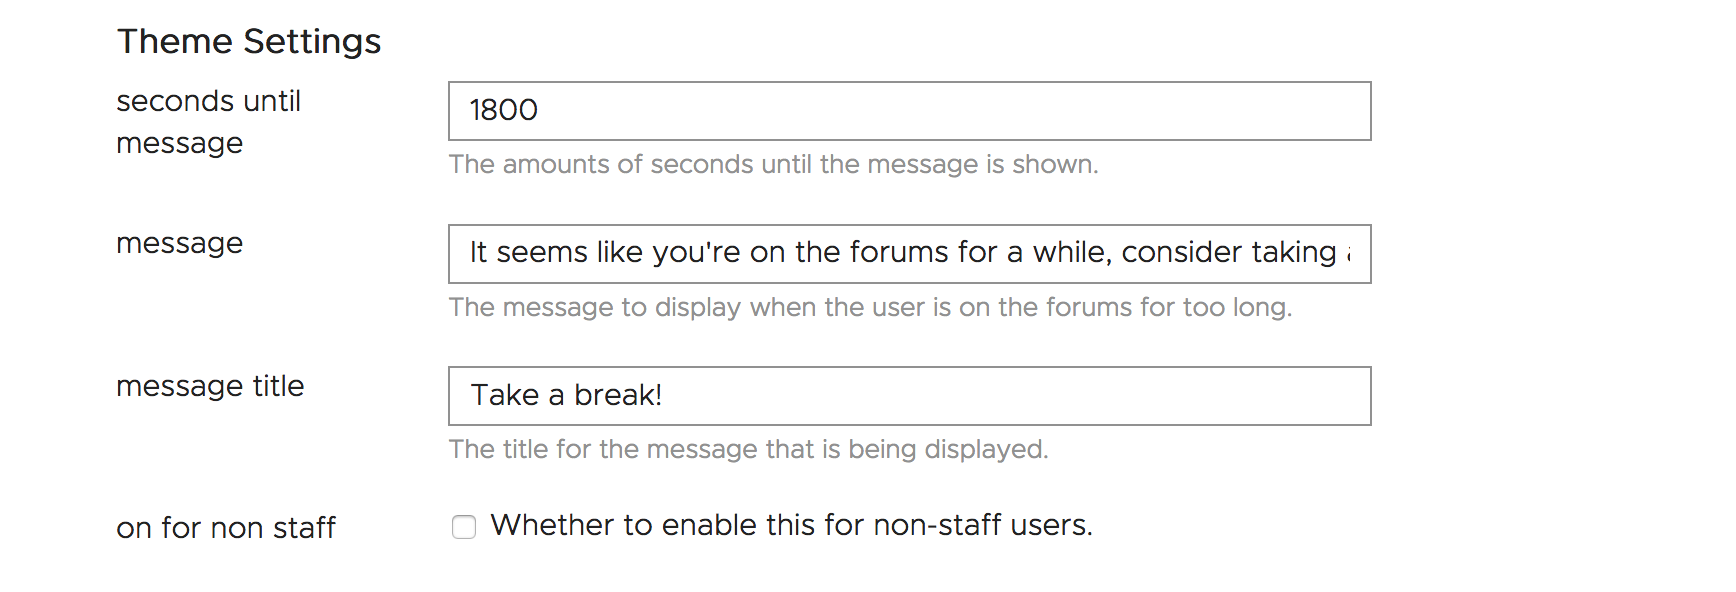 Theme Settings
seconds until
message
1800
The amounts of seconds until the message is shown.
message
It seems like you're on the forums for a while, consider taking
The message to display when the user is on the forums for too long.
message title
Take a break!
The title for the message that is being displayed.
on for non staff
Whether to enable this for non-staff users.